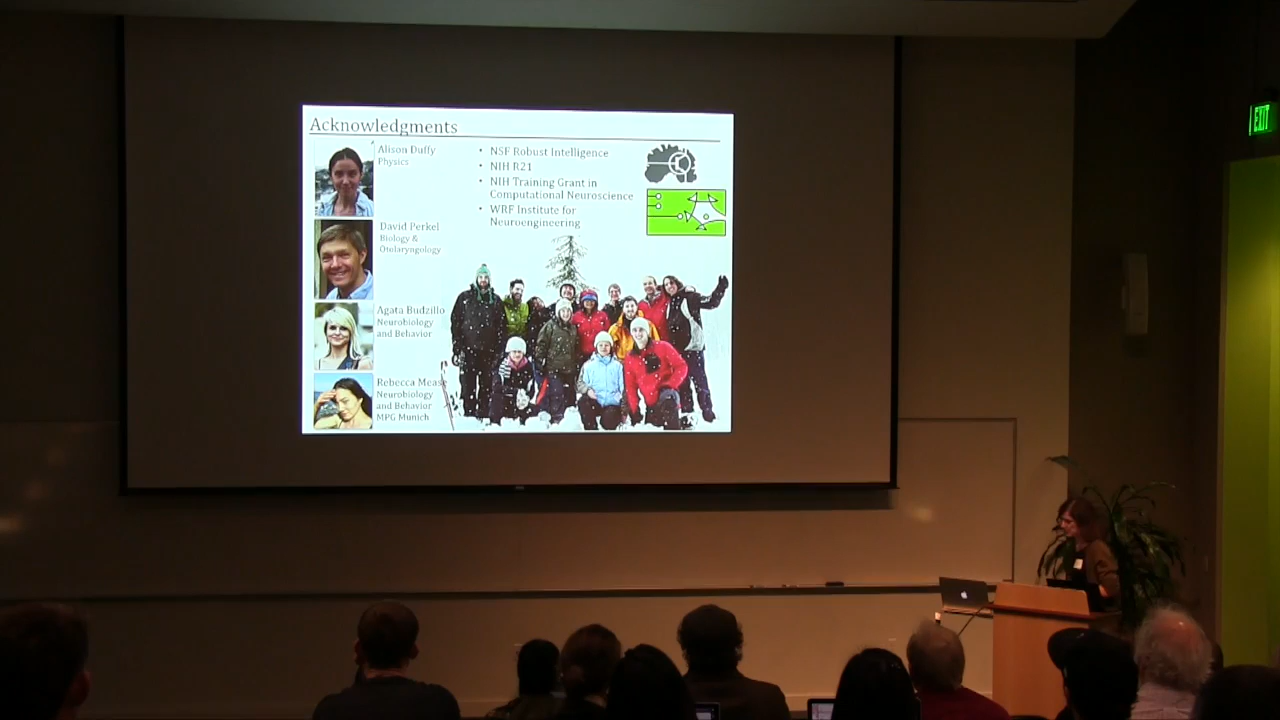 Acknowledgments
Alison Duffy
Physics
David Perkel
Biology &
Otolaryngology
Agata Budzillo
Neurobiology
and Behavior
Rebecca Mease
Neurobiology
and Behavior
MPG Munich
• NSF Robust Intelligence
• NIH R21
• NIH Training Grant in
Computational Neuroscience
• WRF Institute for
Neuroengineering
EXIT